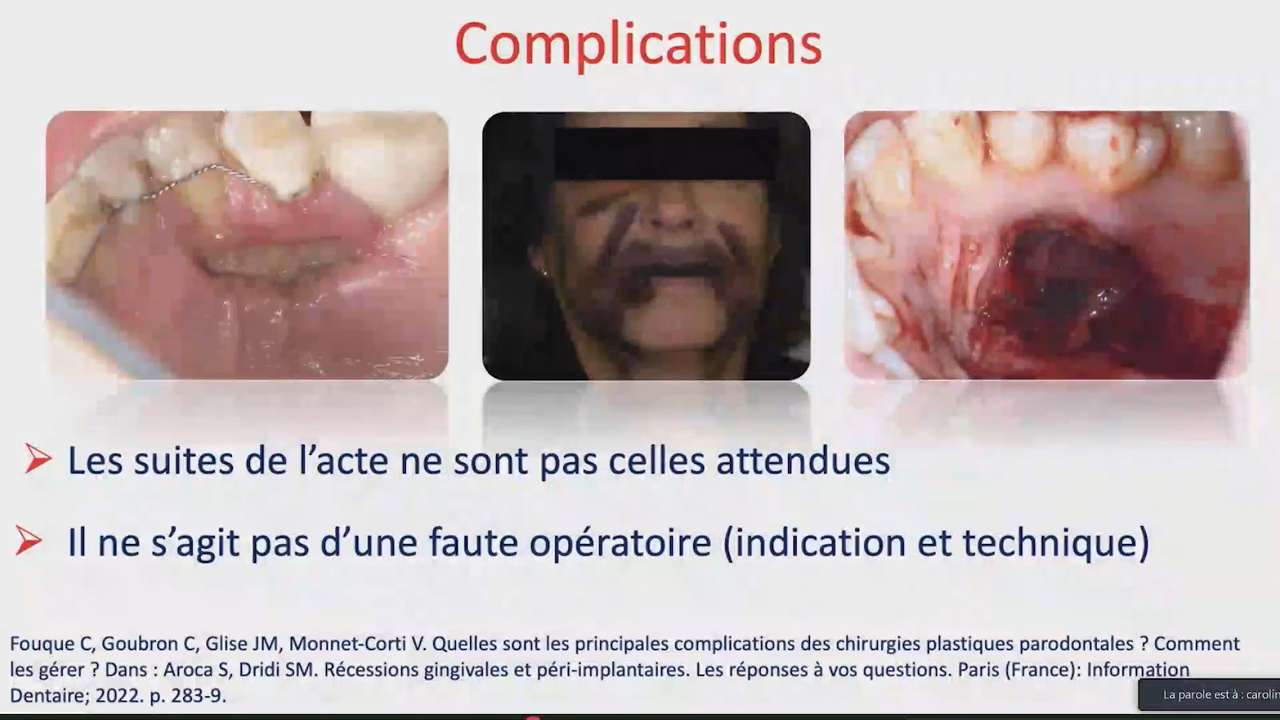 Complications
Les suites de l’acte ne sont pas celles attendues
Il ne s’agit pas d’une faute opératoire (indication et technique)
Fouque C, Goubron C, Glise JM, Monnet-Corti V. Quelles sont les principales complications des chirurgies plastiques parodontales ? Comment
les gérer ? Dans : Aroca S, Dridi SM. Récessions gingivales et péri-implantaires. Les réponses à vos questions. Paris (France): Information
Dentaire; 2022. p. 283-9.
La parole est à :